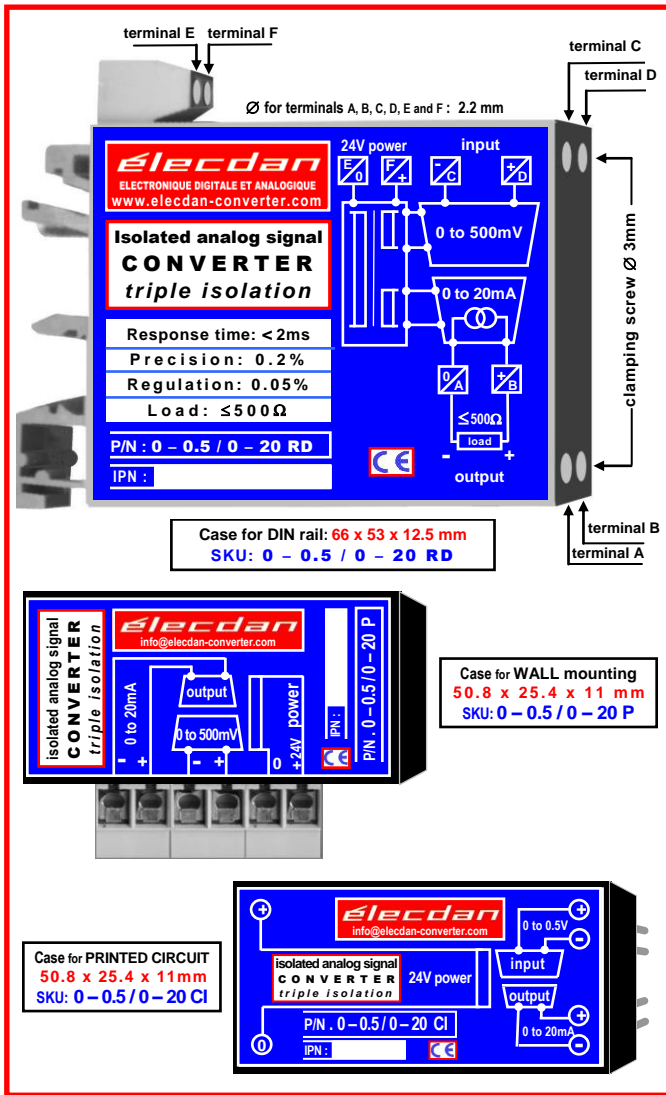 terminal E
terminal F
terminal C
terminal D
Ø for terminals A, B, C, D, E and F : 2.2 mm
élecdan
ELECTRONIQUE DIGITALE ET ANALOGIQUE
www.elecdan-converter.com
24V power
input
E
0
F
+
-
C
+
D
Isolated analog signal
CONVERTER
triple isolation
0 to 500mV
0 to 20mA
Response time: < 2ms
Precision: 0.2%
Regulation: 0.05%
Load: ≤500Ω
0
A
+
B
≤500Ω
load
-
+
output
P/N : 0 – 0.5 / 0 – 20 RD
IPN :
CE
clamping screw Ø 3mm
terminal B
terminal A
Case for DIN rail: 66 x 53 x 12.5 mm
SKU: 0 – 0.5 / 0 – 20 RD
isolated analog signal
CONVERTER
triple isolation
élecdan
info@elecdan-converter.com
0 to 20mA
-
+
output
0 to 500mV
-
+
0
+24V power
IPN :
CE
P/N . 0 – 0.5 / 0 – 20 P
Case for WALL mounting
50.8 x 25.4 x 11 mm
SKU: 0 – 0.5 / 0 – 20 P
Case for PRINTED CIRCUIT
50.8 x 25.4 x 11mm
SKU: 0 – 0.5 / 0 – 20 CI
+
0
élecdan
info@elecdan-converter.com
isolated analog signal
CONVERTER
triple isolation
24V power
0 to 0.5V
+
-
input
output
0 to 20mA
+
-
P/N . 0 – 0.5 / 0 – 20 CI
IPN :
CE